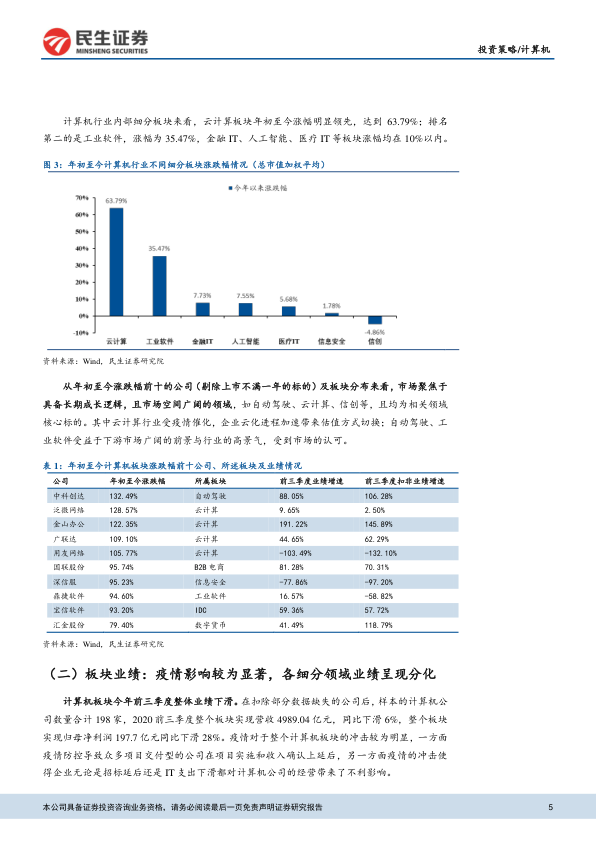 民生证券
MINSHENG SECURITIES
投资策略/计算机
计算机行业内部细分板块来看，云计算板块年初至今涨幅明显领先，达到 63.79%；排名
第二的是工业软件，涨幅为 35.47%，金融 IT、人工智能、医疗 IT 等板块涨幅均在 10%以内。
图 3：年初至今计算机行业不同细分板块涨跌幅情况（总市值加权平均）
今年以来涨跌幅
70%
60%
50%
40%
30%
20%
10%
0%
-10%
63.79%
35.47%
7.73%
7.55%
5.68%
1.78%
-4.86%
云计算 工业软件 金融IT 人工智能 医疗IT 信息安全 信创
资料来源：Wind，民生证券研究院
从年初至今涨跌幅前十的公司（剔除上市不满一年的标的）及板块分布来看，市场聚焦于
具备长期成长逻辑，且市场空间广阔的领域，如自动驾驶、云计算、信创等，且均为相关领域
核心标的。其中云计算行业受疫情催化，企业云化进程加速带来估值方式切换；自动驾驶、工
业软件受益于下游市场广阔的前景与行业的高景气，受到市场的认可。
表 1：年初至今计算机板块涨跌幅前十公司、所述板块及业绩情况
公司 年初至今涨跌幅 所属板块 前三季度业绩增速 前三季度扣非业绩增速
中科创达 132.49% 自动驾驶 88.05% 106.28%
泛微网络 128.57% 云计算 9.65% 2.50%
金山办公 122.35% 云计算 191.22% 145.89%
广联达 109.10% 云计算 44.65% 62.29%
用友网络 105.77% 云计算 -103.49% -132.10%
国联股份 95.74% B2B 电商 81.28% 70.31%
深信服 95.23% 信息安全 -77.86% -97.20%
鼎捷软件 94.60% 工业软件 16.57% -58.82%
宝信软件 93.20% IDC 59.36% 57.72%
汇金股份 79.40% 数字货币 41.49% 118.79%
资料来源：Wind，民生证券研究院
（二）板块业绩：疫情影响较为显著，各细分领域业绩呈现分化
计算机板块今年前三季度整体业绩下滑。在扣除部分数据缺失的公司后，样本的计算机公
司数量合计 198 家，2020 前三季度整个板块实现营收 4989.04 亿元，同比下滑 6%，整个板块
实现归母净利润 197.7 亿元同比下滑 28%。疫情对于整个计算机板块的冲击较为明显，一方面
疫情防控导致众多项目交付型的公司在项目实施和收入确认上延后，另一方面疫情的冲击使
得企业无论是招标延后还是 IT 支出下滑都对计算机公司的经营带来了不利影响。
本公司具备证券投资咨询业务资格，请务必阅读最后一页免责声明证券研究报告
5